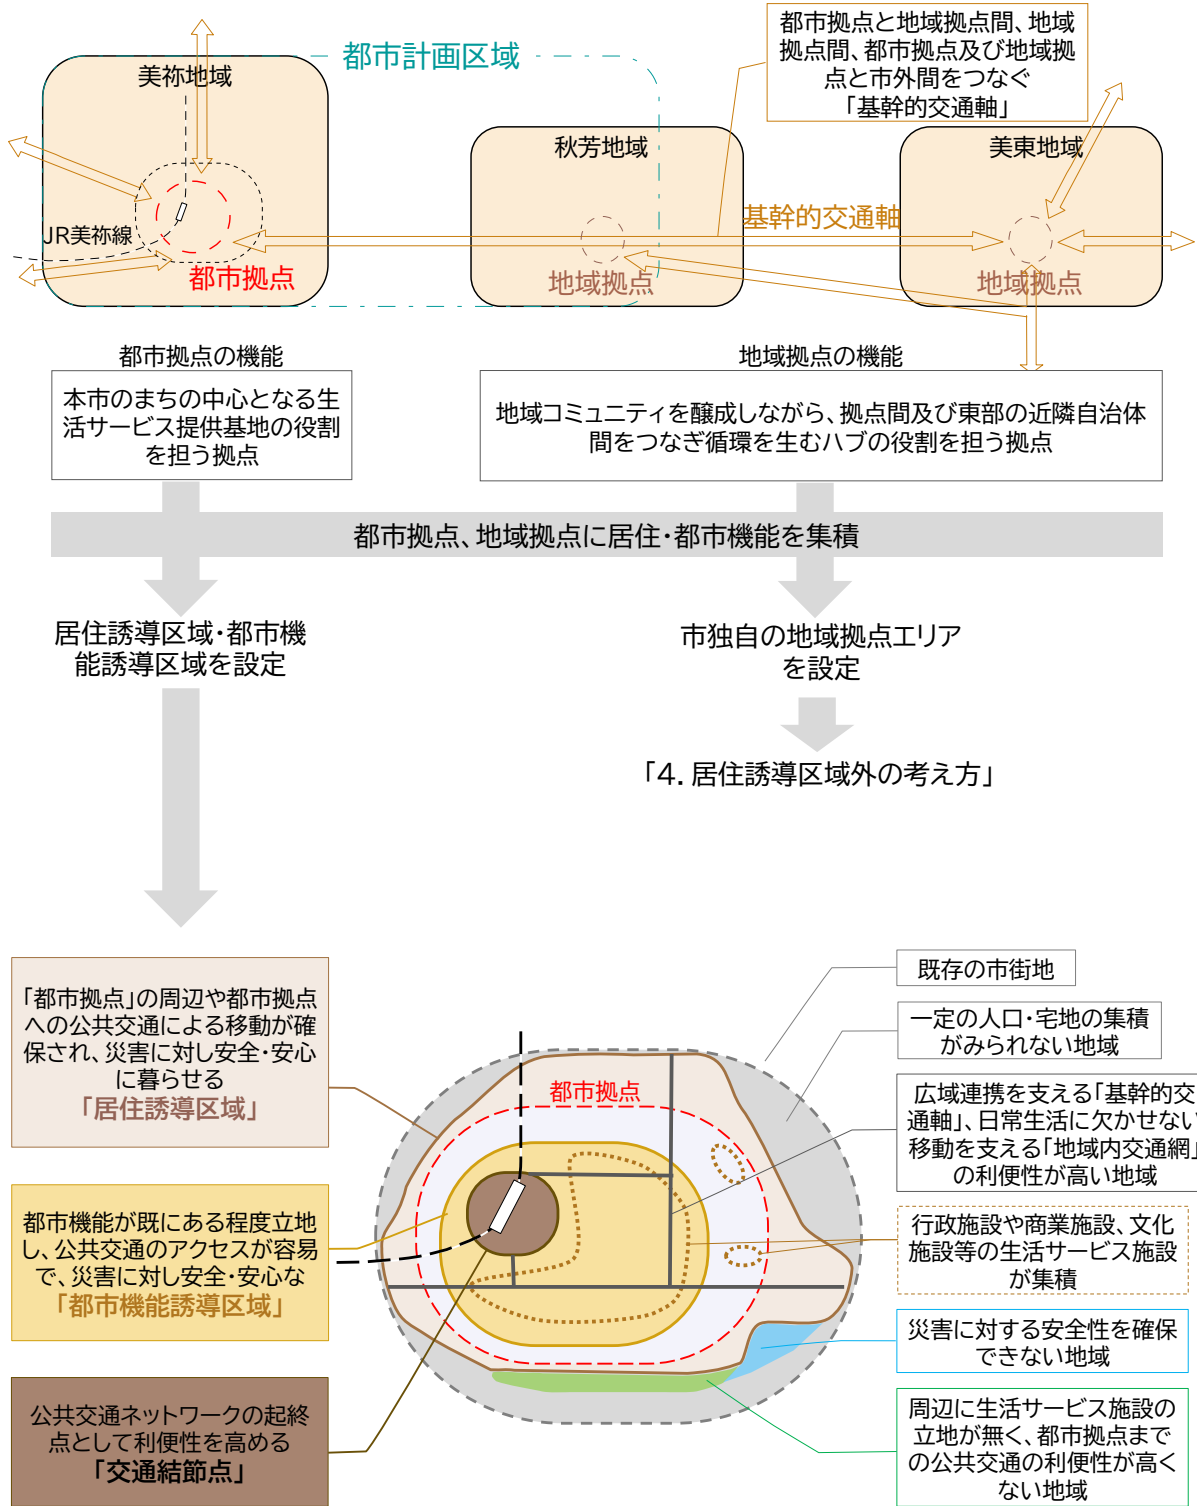 都市計画区域
都市拠点と地域拠点間、地域
拠点間、都市拠点及び地域拠
点と市外間をつなぐ
「基幹的交通軸」
美祢地域
秋芳地域
美東地域
JR美祢線
基幹的交通軸
都市拠点
地域拠点
地域拠点
都市拠点の機能
地域拠点の機能
本市のまちの中心となる生
活サービス提供基地の役割
を担う拠点
地域コミュニティを醸成しながら、拠点間及び東部の近隣自治体
間をつなぎ循環を生むハブの役割を担う拠点
都市拠点、地域拠点に居住・都市機能を集積
居住誘導区域・都市機
能誘導区域を設定
市独自の地域拠点エリア
を設定
「4. 居住誘導区域外の考え方」
「都市拠点」の周辺や都市拠点
への公共交通による移動が確
保され、災害に対し安全・安心
に暮らせる
「居住誘導区域」
都市機能が既にある程度立地
し、公共交通のアクセスが容易
で、災害に対し安全・安心な
「都市機能誘導区域」
公共交通ネットワークの起終
点として利便性を高める
「交通結節点」
都市拠点
既存の市街地
一定の人口・宅地の集積
がみられない地域
広域連携を支える「基幹的交
通軸」、日常生活に欠かせない
移動を支える「地域内交通網」
の利便性が高い地域
行政施設や商業施設、文化
施設等の生活サービス施設
が集積
災害に対する安全性を確保
できない地域
周辺に生活サービス施設の
立地が無く、都市拠点まで
の公共交通の利便性が高く
ない地域